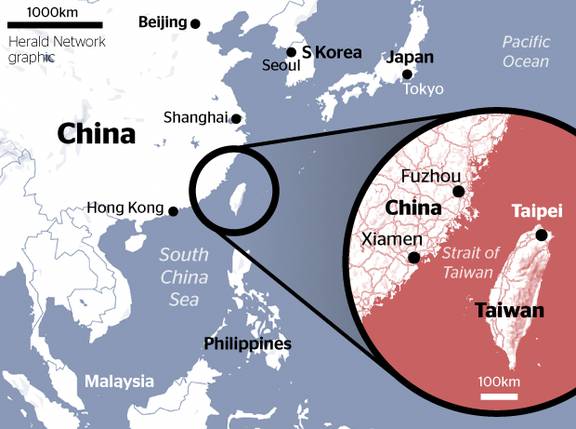 1000km
Herald Network
graphic
Beijing
S Korea
Seoul
Japan
Tokyo
Pacific
Ocean
Shanghai
China
Hong Kong
South
China
Sea
Philippines
Malaysia
Fuzhou
China
Xiamen
Taipei
Strait of
Taiwan
Taiwan
100km